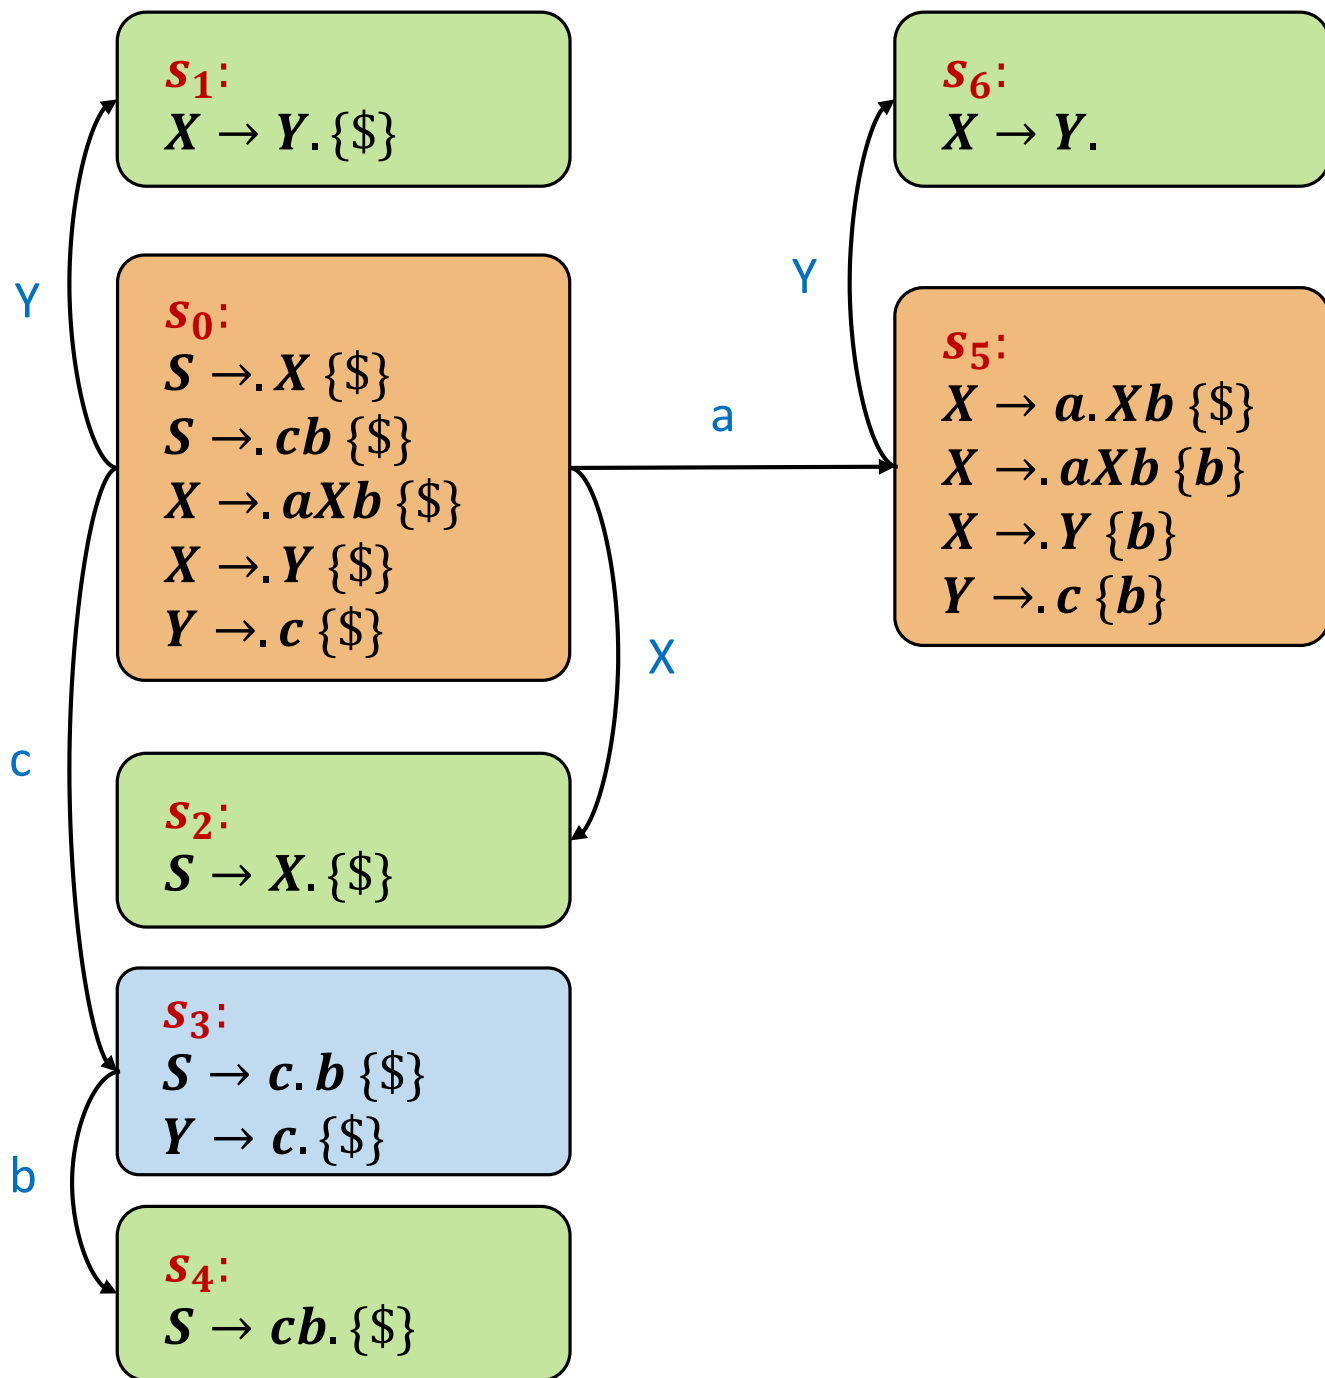 s₁:
X → Y. {$}
Y
s₀:
S →. X {$}
S →. cb {$}
X →. aXb {$}
X →. Y {$}
Y →. c {$}
c
s₂:
S → X. {$}
s₃:
S → c. b {$}
Y → c. {$}
b
s₄:
S → cb. {$}
a
X
s₆:
X → Y.
Y
s₅:
X → a. Xb {$}
X →. aXb {b}
X →. Y {b}
Y →. c {b}